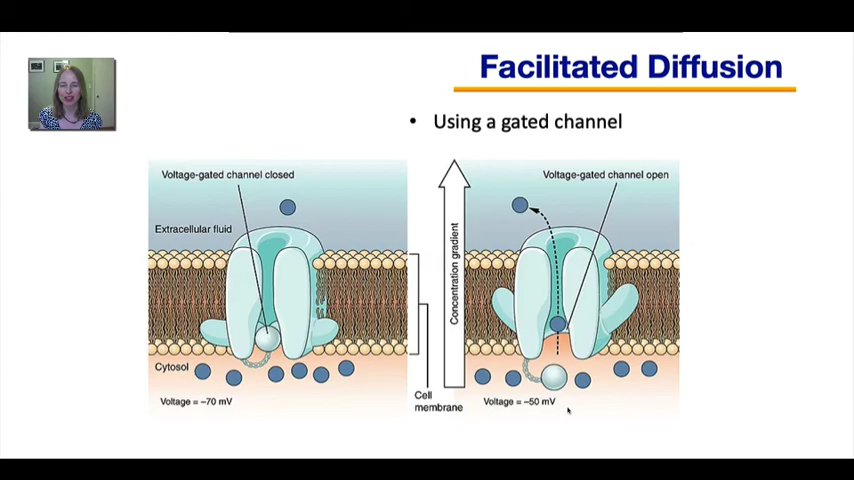 Facilitated Diffusion
• Using a gated channel
Voltage-gated channel closed
Extracellular fluid
Cytosol
Voltage = –70 mV
Cell
membrane
Concentration gradient
Voltage-gated channel open
Voltage = –50 mV